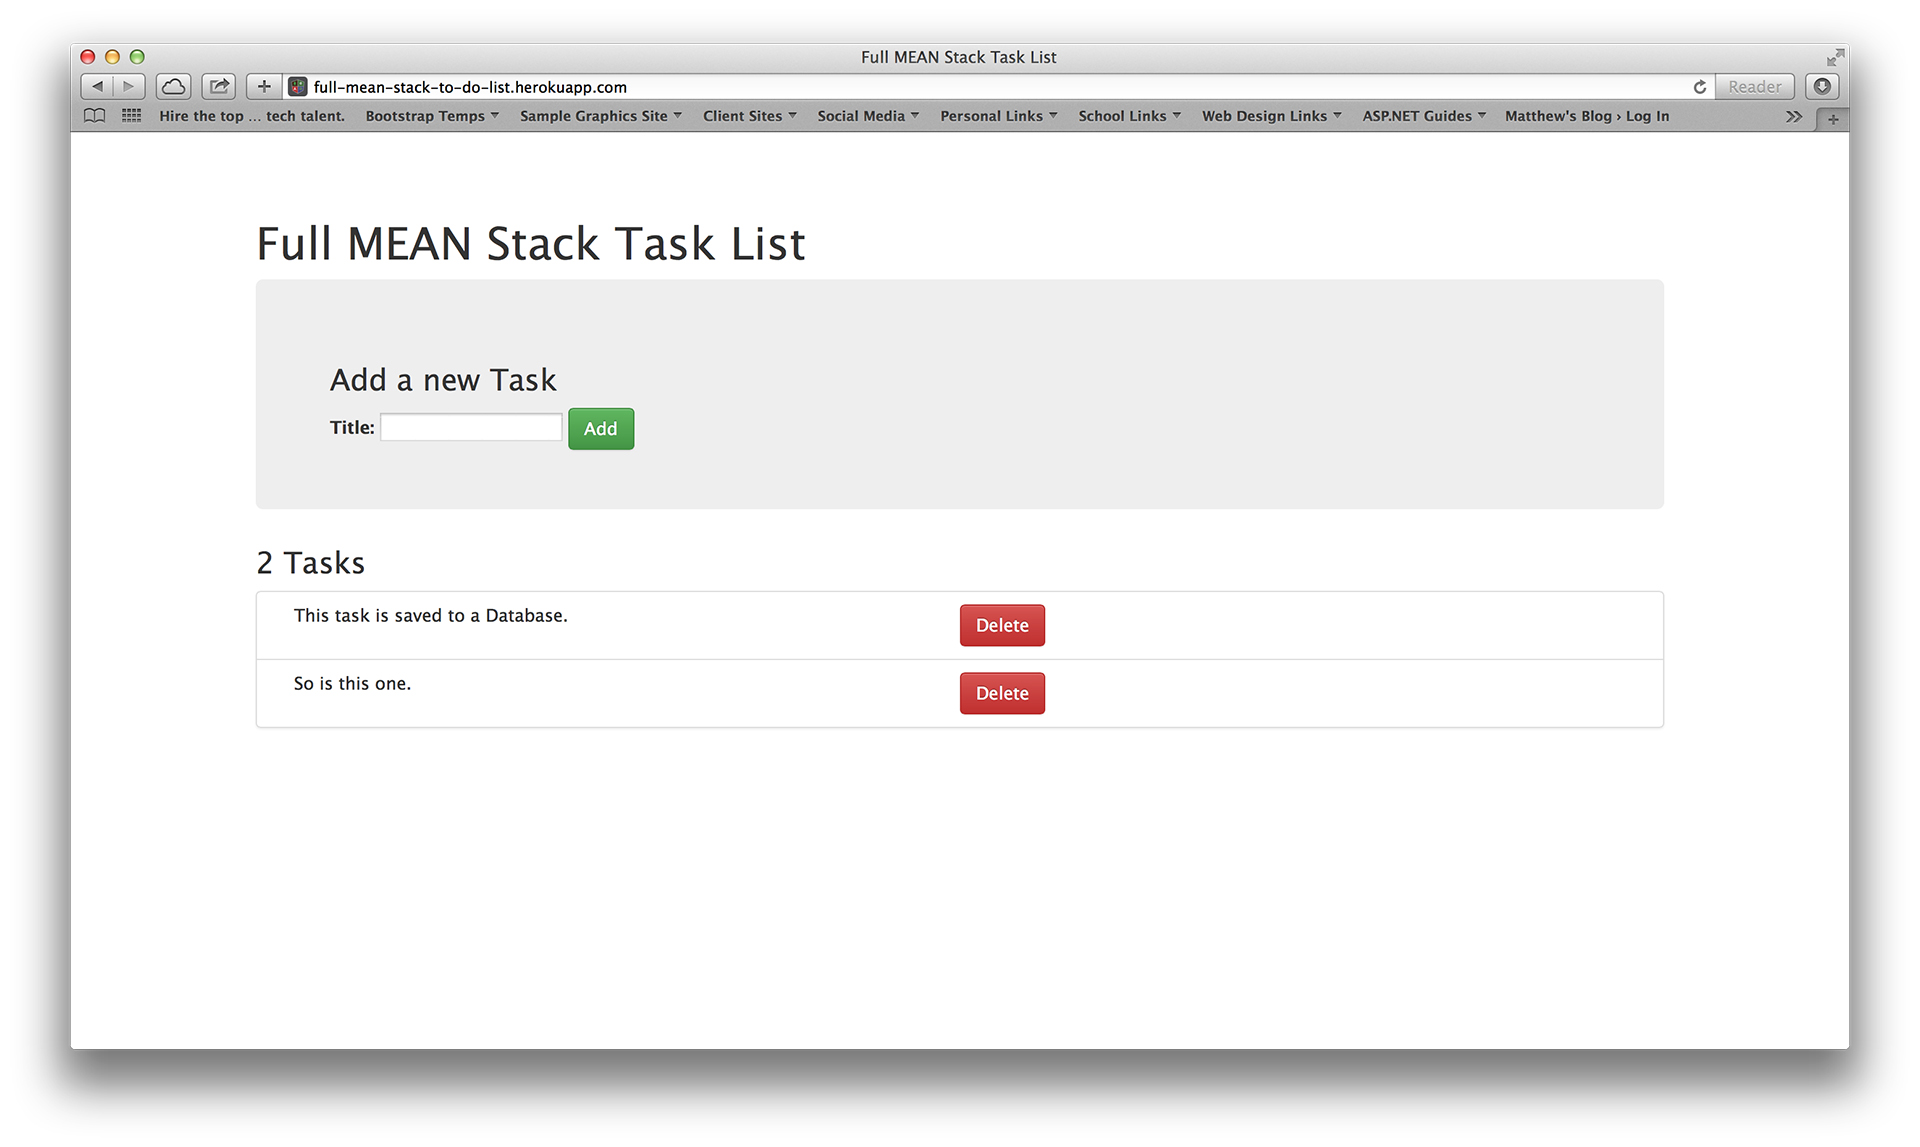 Full MEAN Stack Task List
full-mean-stack-to-do-list.herokuapp.com
Reader
Hire the top ... tech talent. Bootstrap Temps Sample Graphics Site Client Sites Social Media Personal Links School Links Web Design Links ASP.NET Guides Matthew's Blog › Log In
Full MEAN Stack Task List
Add a new Task
Title: Add
2 Tasks
This task is saved to a Database. Delete
So is this one. Delete